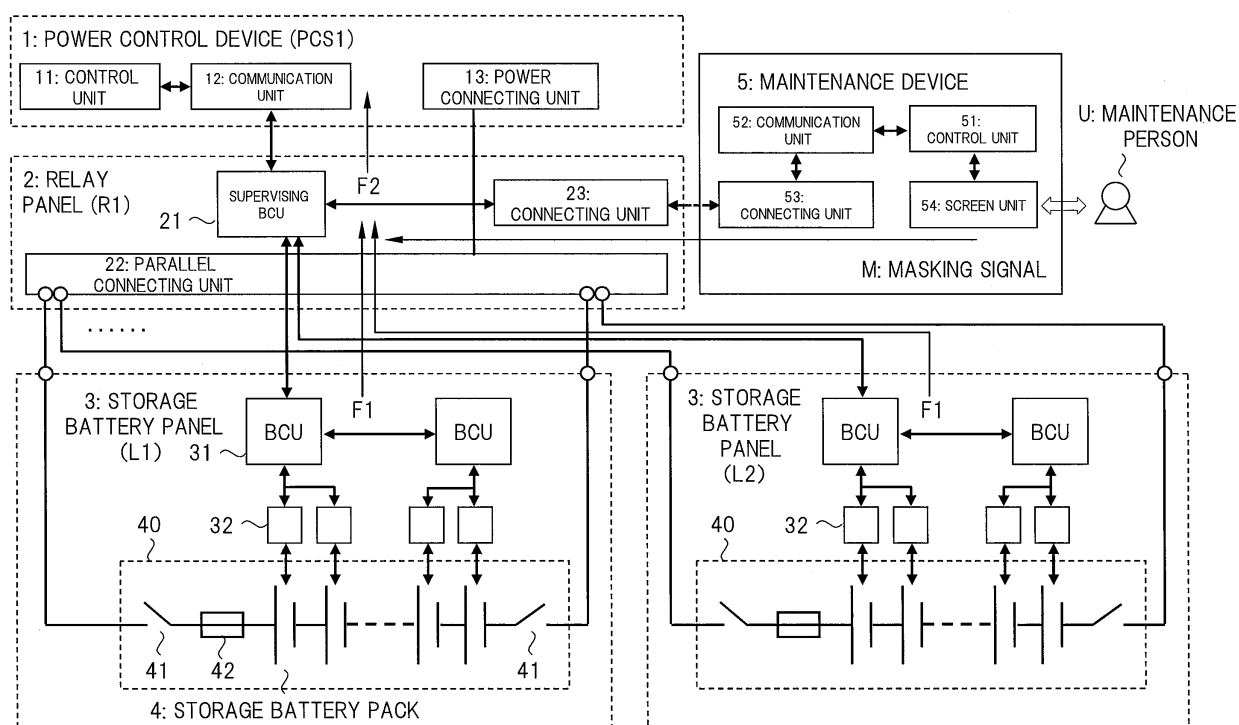 1: POWER CONTROL DEVICE (PCS1)
11: CONTROL
UNIT
12: COMMUNICATION
UNIT
13: POWER
CONNECTING UNIT
5: MAINTENANCE DEVICE
52: COMMUNICATION
UNIT
51:
CONTROL UNIT
53:
CONNECTING UNIT
54: SCREEN UNIT
M: MASKING SIGNAL
U: MAINTENANCE
PERSON
2: RELAY
PANEL (R1)
SUPERVISING
BCU
21
F2
23:
CONNECTING UNIT
22: PARALLEL
CONNECTING UNIT
......
3: STORAGE
BATTERY PANEL
(L1)
31
BCU
F1
BCU
32
40
41
42
41
4: STORAGE BATTERY PACK
3: STORAGE
BATTERY
PANEL
(L2)
BCU
F1
BCU
32
40